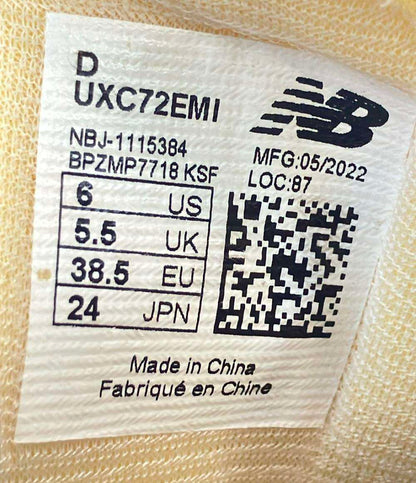 D
UXC72EMI
NB
NBJ-1115384
BPZMP7718 KSF
MFG:05/2022
LOC:87
6 US
5.5 UK
38.5 EU
24 JPN
Made in China
Fabriqué en Chine